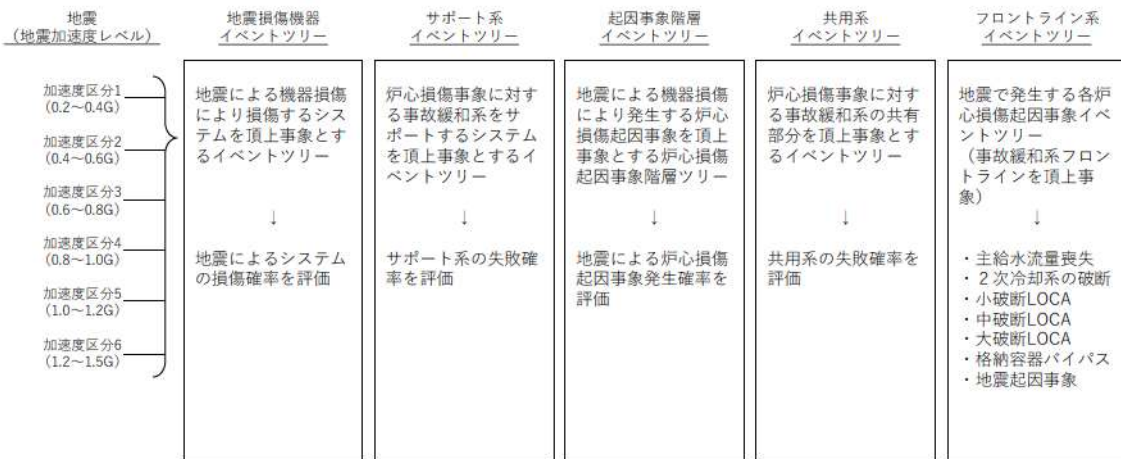 地震
（地震加速度レベル）
加速度区分1
(0.2～0.4G)
加速度区分2
(0.4～0.6G)
加速度区分3
(0.6～0.8G)
加速度区分4
(0.8～1.0G)
加速度区分5
(1.0～1.2G)
加速度区分6
(1.2～1.5G)
地震損傷機器
イベントツリー
地震による機器損傷
により損傷するシス
テムを頂上事象とす
るイベントツリー
↓
地震によるシステム
の損傷確率を評価
サポート系
イベントツリー
炉心損傷事象に対す
る事故緩和系をサ
ポートするシステム
を頂上事象とするイ
ベントツリー
↓
サポート系の失敗確
率を評価
起因事象階層
イベントツリー
地震による機器損傷
により発生する炉心
損傷起因事象を頂上
事象とする炉心損傷
起因事象階層ツリー
↓
地震による炉心損傷
起因事象発生確率を
評価
共用系
イベントツリー
炉心損傷事象に対す
る事故緩和系の共有
部分を頂上事象とす
るイベントツリー
↓
共用系の失敗確率を
評価
フロントライン系
イベントツリー
地震で発生する各炉
心損傷起因事象イベ
ントツリー
（事故緩和系フロン
トラインを頂上事
象）
↓
・主給水流量喪失
・２次冷却系の破断
・小破断LOCA
・中破断LOCA
・大破断LOCA
・格納容器バイパス
・地震起因事象